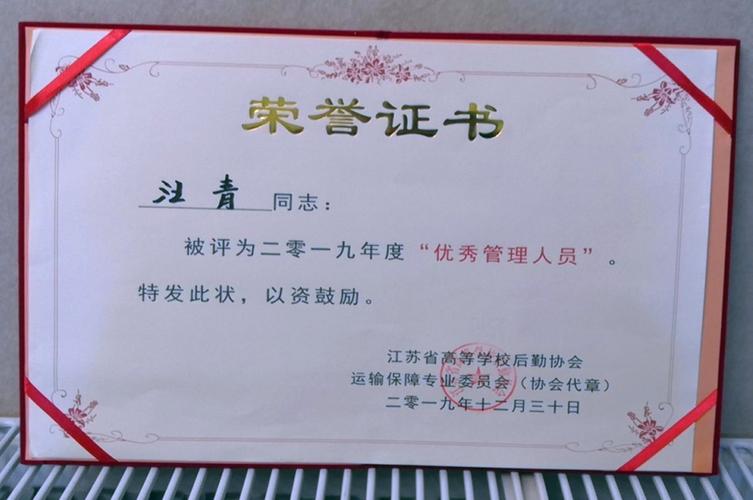 荣誉证书
汪青同志：
被评为二零一九年度“优秀管理人员”。
特发此状，以资鼓励。
江苏省高等学校后勤协会
运输保障专业委员会（协会代章）
二零一九年十二月三十日